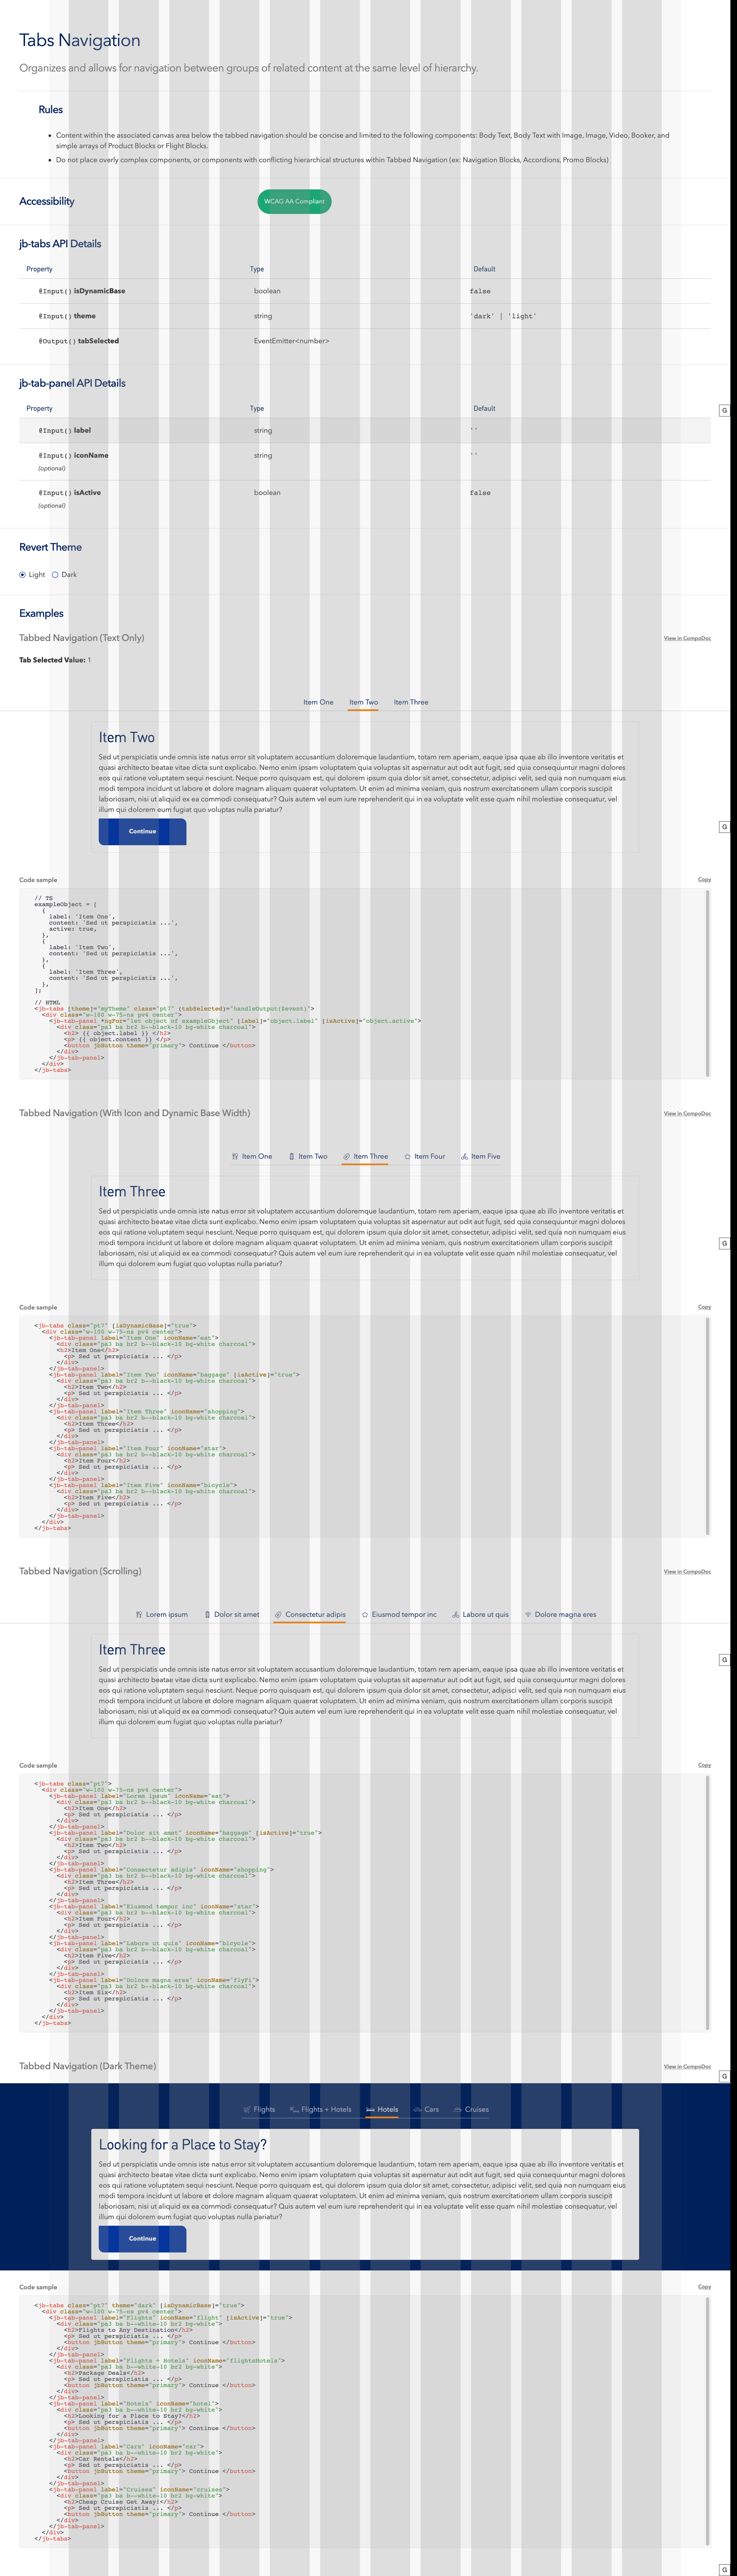 Tabs Navigation
Organizes and allows for navigation between groups of related content at the same level of hierarchy.
Rules
• Content within the associated canvas area below the tabbed navigation should be concise and limited to the following components: Body Text, Body Text with Image, Image, Video, Booker, and
simple arrays of Product Blocks or Flight Blocks.
• Do not place overly complex components, or components with conflicting hierarchical structures within Tabbed Navigation (ex: Navigation Blocks, Accordions, Promo Blocks)
Accessibility WCAG AA Compliant
jb-tabs API Details
Property Type Default
@Input() isDynamicBase boolean false
@Input() theme string 'dark' | 'light'
@Output() tabSelected EventEmitter<number>
jb-tab-panel API Details
Property Type Default
G
@Input() label string ''
@Input() iconName string ''
(optional)
@Input() isActive boolean false
(optional)
Revert Theme
Light Dark
Examples
Tabbed Navigation (Text Only) View in CompoDoc
Tab Selected Value: 1
Item One Item Two Item Three
Item Two
Sed ut perspiciatis unde omnis iste natus error sit voluptatem accusantium doloremque laudantium, totam rem aperiam, eaque ipsa quae ab illo inventore veritatis et
quasi architecto beatae vitae dicta sunt explicabo. Nemo enim ipsam voluptatem quia voluptas sit aspernatur aut odit aut fugit, sed quia consequuntur magni dolores
eos qui ratione voluptatem sequi nesciunt. Neque porro quisquam est, qui dolorem ipsum quia dolor sit amet, consectetur, adipisci velit, sed quia non numquam eius
modi tempora incidunt ut labore et dolore magnam aliquam quaerat voluptatem. Ut enim ad minima veniam, quis nostrum exercitationem ullam corporis suscipit
laboriosam, nisi ut aliquid ex ea commodi consequatur? Quis autem vel eum iure reprehenderit qui in ea voluptate velit esse quam nihil molestiae consequatur, vel
illum qui dolorem eum fugiat quo voluptas nulla pariatur?
G
Continue
Code sample Copy
// TS
exampleObject = [
{
label: 'Item One',
content: 'Sed ut perspiciatis ...',
active: true,
},
{
label: 'Item Two',
content: 'Sed ut perspiciatis ...',
},
{
label: 'Item Three',
content: 'Sed ut perspiciatis ...',
},
];
// HTML
<jb-tabs [theme]="myTheme" class="pt7" (tabSelected)="handleOutput($event)">
<div class="w-100 w-75-ns pv4 center">
<jb-tab-panel *ngFor="let object of exampleObject" [label]="object.label" [isActive]="object.active">
<div class="pa3 ba br2 b--black-10 bg-white charcoal">
<h2> {{ object.label }} </h2>
<p> {{ object.content }} </p>
<button jbButton theme="primary"> Continue </button>
</div>
</jb-tab-panel>
</div>
</jb-tabs>
Tabbed Navigation (With Icon and Dynamic Base Width) View in CompoDoc
Item One Item Two Item Three Item Four Item Five
Item Three
Sed ut perspiciatis unde omnis iste natus error sit voluptatem accusantium doloremque laudantium, totam rem aperiam, eaque ipsa quae ab illo inventore veritatis et
quasi architecto beatae vitae dicta sunt explicabo. Nemo enim ipsam voluptatem quia voluptas sit aspernatur aut odit aut fugit, sed quia consequuntur magni dolores
eos qui ratione voluptatem sequi nesciunt. Neque porro quisquam est, qui dolorem ipsum quia dolor sit amet, consectetur, adipisci velit, sed quia non numquam eius
modi tempora incidunt ut labore et dolore magnam aliquam quaerat voluptatem. Ut enim ad minima veniam, quis nostrum exercitationem ullam corporis suscipit
G
laboriosam, nisi ut aliquid ex ea commodi consequatur? Quis autem vel eum iure reprehenderit qui in ea voluptate velit esse quam nihil molestiae consequatur, vel
illum qui dolorem eum fugiat quo voluptas nulla pariatur?
Code sample Copy
<jb-tabs class="pt7" [isDynamicBase]="true">
<div class="w-100 w-75-ns pv4 center">
<jb-tab-panel label="Item One" iconName="eat">
<div class="pa3 ba br2 b--black-10 bg-white charcoal">
<h2>Item One</h2>
<p> Sed ut perspiciatis ... </p>
</div>
</jb-tab-panel>
<jb-tab-panel label="Item Two" iconName="baggage" [isActive]="true">
<div class="pa3 ba br2 b--black-10 bg-white charcoal">
<h2>Item Two</h2>
<p> Sed ut perspiciatis ... </p>
</div>
</jb-tab-panel>
<jb-tab-panel label="Item Three" iconName="shopping">
<div class="pa3 ba br2 b--black-10 bg-white charcoal">
<h2>Item Three</h2>
<p> Sed ut perspiciatis ... </p>
</div>
</jb-tab-panel>
<jb-tab-panel label="Item Four" iconName="star">
<div class="pa3 ba br2 b--black-10 bg-white charcoal">
<h2>Item Four</h2>
<p> Sed ut perspiciatis ... </p>
</div>
</jb-tab-panel>
<jb-tab-panel label="Item Five" iconName="bicycle">
<div class="pa3 ba br2 b--black-10 bg-white charcoal">
<h2>Item Five</h2>
<p> Sed ut perspiciatis ... </p>
</div>
</jb-tab-panel>
</div>
</jb-tabs>
Tabbed Navigation (Scrolling) View in CompoDoc
Lorem ipsum Dolor sit amet Consectetur adipis Eiusmod tempor inc Labore ut quis Dolore magna eres
Item Three
G
Sed ut perspiciatis unde omnis iste natus error sit voluptatem accusantium doloremque laudantium, totam rem aperiam, eaque ipsa quae ab illo inventore veritatis et
quasi architecto beatae vitae dicta sunt explicabo. Nemo enim ipsam voluptatem quia voluptas sit aspernatur aut odit aut fugit, sed quia consequuntur magni dolores
eos qui ratione voluptatem sequi nesciunt. Neque porro quisquam est, qui dolorem ipsum quia dolor sit amet, consectetur, adipisci velit, sed quia non numquam eius
modi tempora incidunt ut labore et dolore magnam aliquam quaerat voluptatem. Ut enim ad minima veniam, quis nostrum exercitationem ullam corporis suscipit
laboriosam, nisi ut aliquid ex ea commodi consequatur? Quis autem vel eum iure reprehenderit qui in ea voluptate velit esse quam nihil molestiae consequatur, vel
illum qui dolorem eum fugiat quo voluptas nulla pariatur?
Code sample Copy
<jb-tabs class="pt7">
<div class="w-100 w-75-ns pv4 center">
<jb-tab-panel label="Lorem ipsum" iconName="eat">
<div class="pa3 ba br2 b--black-10 bg-white charcoal">
<h2>Item One</h2>
<p> Sed ut perspiciatis ... </p>
</div>
</jb-tab-panel>
<jb-tab-panel label="Dolor sit amet" iconName="baggage" [isActive]="true">
<div class="pa3 ba br2 b--black-10 bg-white charcoal">
<h2>Item Two</h2>
<p> Sed ut perspiciatis ... </p>
</div>
</jb-tab-panel>
<jb-tab-panel label="Consectetur adipis" iconName="shopping">
<div class="pa3 ba br2 b--black-10 bg-white charcoal">
<h2>Item Three</h2>
<p> Sed ut perspiciatis ... </p>
</div>
</jb-tab-panel>
<jb-tab-panel label="Eiusmod tempor inc" iconName="star">
<div class="pa3 ba br2 b--black-10 bg-white charcoal">
<h2>Item Four</h2>
<p> Sed ut perspiciatis ... </p>
</div>
</jb-tab-panel>
<jb-tab-panel label="Labore ut quis" iconName="bicycle">
<div class="pa3 ba br2 b--black-10 bg-white charcoal">
<h2>Item Five</h2>
<p> Sed ut perspiciatis ... </p>
</div>
</jb-tab-panel>
<jb-tab-panel label="Dolore magna eres" iconName="flyFi">
<div class="pa3 ba br2 b--black-10 bg-white charcoal">
<h2>Item Six</h2>
<p> Sed ut perspiciatis ... </p>
</div>
</jb-tab-panel>
</div>
</jb-tabs>
Tabbed Navigation (Dark Theme) View in CompoDoc
G
Flights Flights + Hotels Hotels Cars Cruises
Looking for a Place to Stay?
Sed ut perspiciatis unde omnis iste natus error sit voluptatem accusantium doloremque laudantium, totam rem aperiam, eaque ipsa quae ab illo inventore veritatis et
quasi architecto beatae vitae dicta sunt explicabo. Nemo enim ipsam voluptatem quia voluptas sit aspernatur aut odit aut fugit, sed quia consequuntur magni dolores
eos qui ratione voluptatem sequi nesciunt. Neque porro quisquam est, qui dolorem ipsum quia dolor sit amet, consectetur, adipisci velit, sed quia non numquam eius
modi tempora incidunt ut labore et dolore magnam aliquam quaerat voluptatem. Ut enim ad minima veniam, quis nostrum exercitationem ullam corporis suscipit
laboriosam, nisi ut aliquid ex ea commodi consequatur? Quis autem vel eum iure reprehenderit qui in ea voluptate velit esse quam nihil molestiae consequatur, vel
illum qui dolorem eum fugiat quo voluptas nulla pariatur?
Continue
Code sample Copy
<jb-tabs class="pt7" theme="dark" [isDynamicBase]="true">
<div class="w-100 w-75-ns pv4 center">
<jb-tab-panel label="Flights" iconName="flight" [isActive]="true">
<div class="pa3 ba b--white-10 br2 bg-white">
<h2>Flights to Any Destination</h2>
<p> Sed ut perspiciatis ... </p>
<button jbButton theme="primary"> Continue </button>
</div>
</jb-tab-panel>
<jb-tab-panel label="Flights + Hotels" iconName="flightsHotels">
<div class="pa3 ba b--white-10 br2 bg-white">
<h2>Package Deals</h2>
<p> Sed ut perspiciatis ... </p>
<button jbButton theme="primary"> Continue </button>
</div>
</jb-tab-panel>
<jb-tab-panel label="Hotels" iconName="hotel">
<div class="pa3 ba b--white-10 br2 bg-white">
<h2>Looking for a Place to Stay?</h2>
<p> Sed ut perspiciatis ... </p>
<button jbButton theme="primary"> Continue </button>
</div>
</jb-tab-panel>
<jb-tab-panel label="Cars" iconName="car">
<div class="pa3 ba b--white-10 br2 bg-white">
<h2>Car Rentals</h2>
<p> Sed ut perspiciatis ... </p>
<button jbButton theme="primary"> Continue </button>
</div>
</jb-tab-panel>
<jb-tab-panel label="Cruises" iconName="cruises">
<div class="pa3 ba b--white-10 br2 bg-white">
<h2>Cheap Cruise Get Away!</h2>
<p> Sed ut perspiciatis ... </p>
<button jbButton theme="primary"> Continue </button>
</div>
</jb-tab-panel>
</div>
</jb-tabs>
G